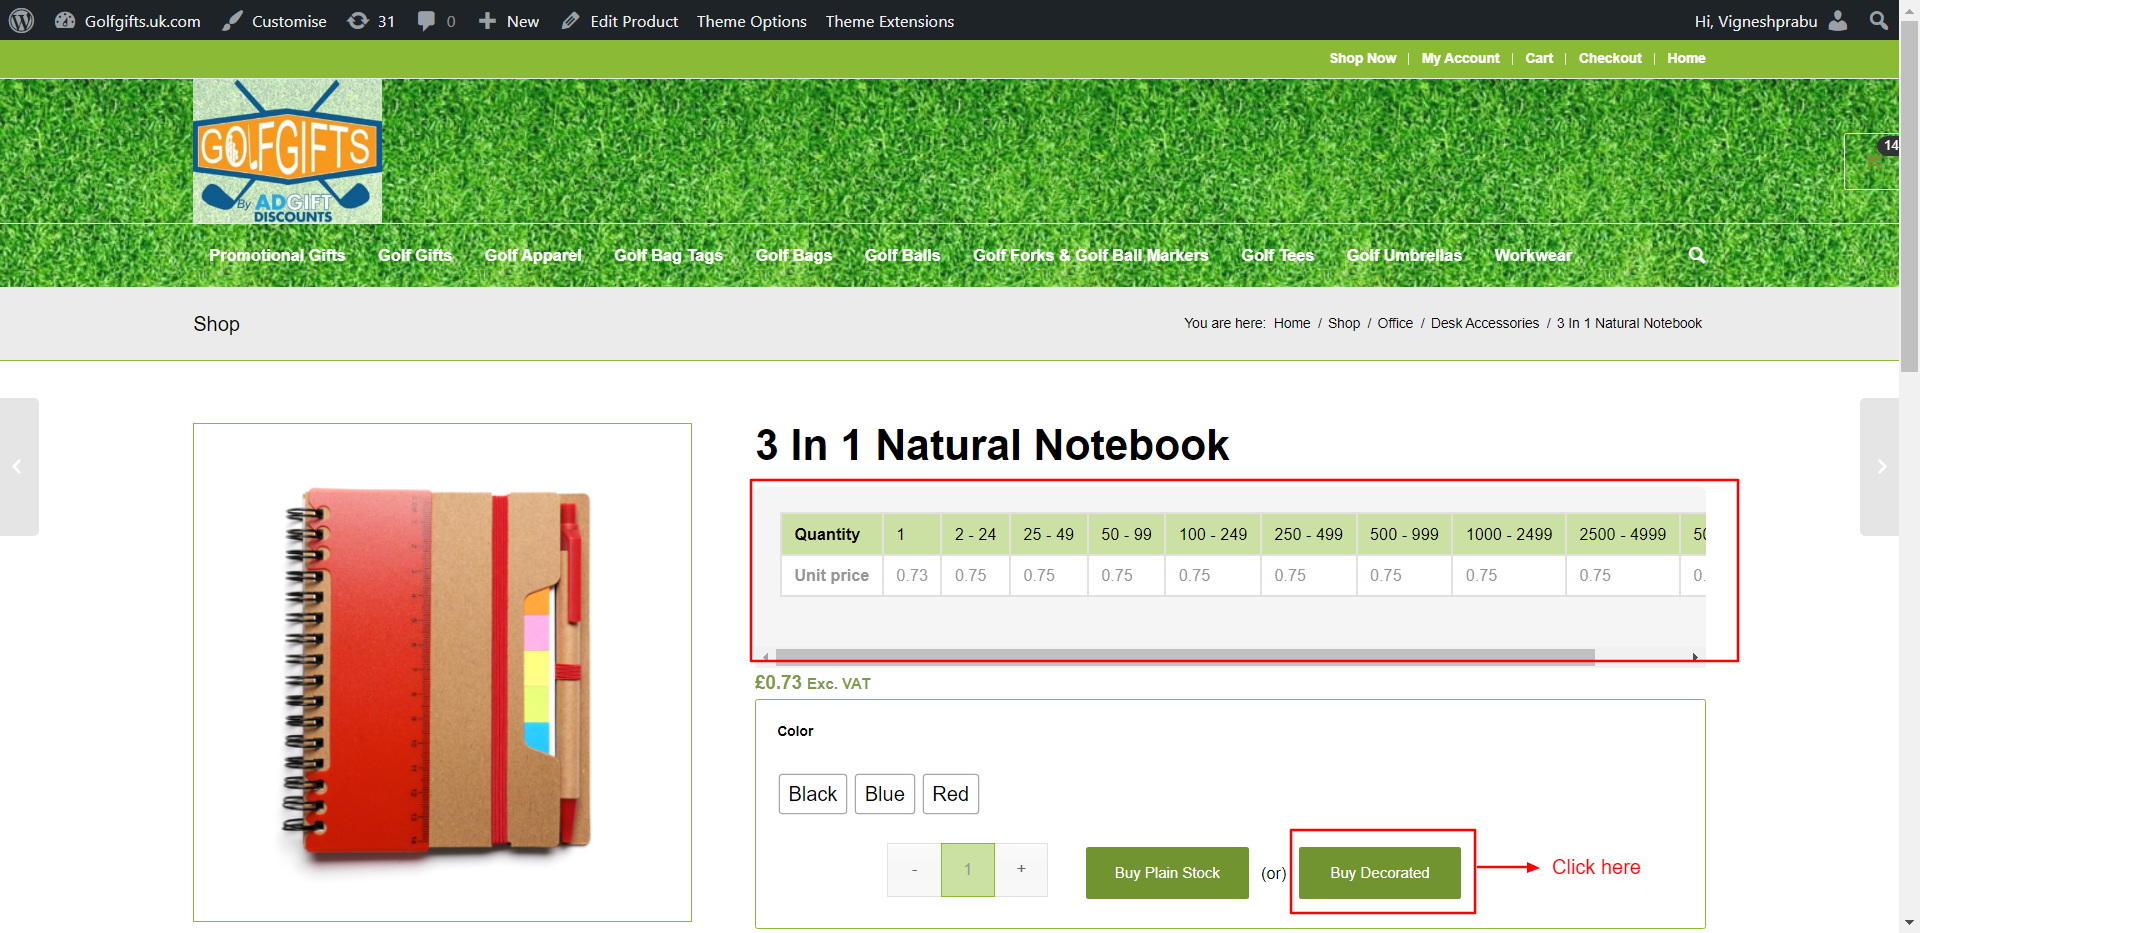 Golfgifts.uk.com Customise 31 0 New Edit Product Theme Options Theme Extensions Hi, Vigneshprabu
Shop Now | My Account | Cart | Checkout | Home
GOLFGIFTS
By ADGIFT
DISCOUNTS
14
Promotional Gifts Golf Gifts Golf Apparel Golf Bag Tags Golf Bags Golf Balls Golf Forks & Golf Ball Markers Golf Tees Golf Umbrellas Workwear
Shop
You are here: Home / Shop / Office / Desk Accessories / 3 In 1 Natural Notebook
3 In 1 Natural Notebook
Quantity 1 2 - 24 25 - 49 50 - 99 100 - 249 250 - 499 500 - 999 1000 - 2499 2500 - 4999 50
Unit price 0.73 0.75 0.75 0.75 0.75 0.75 0.75 0.75 0.75 0.
£0.73 Exc. VAT
Color
Black Blue Red
- 1 + Buy Plain Stock (or) Buy Decorated Click here